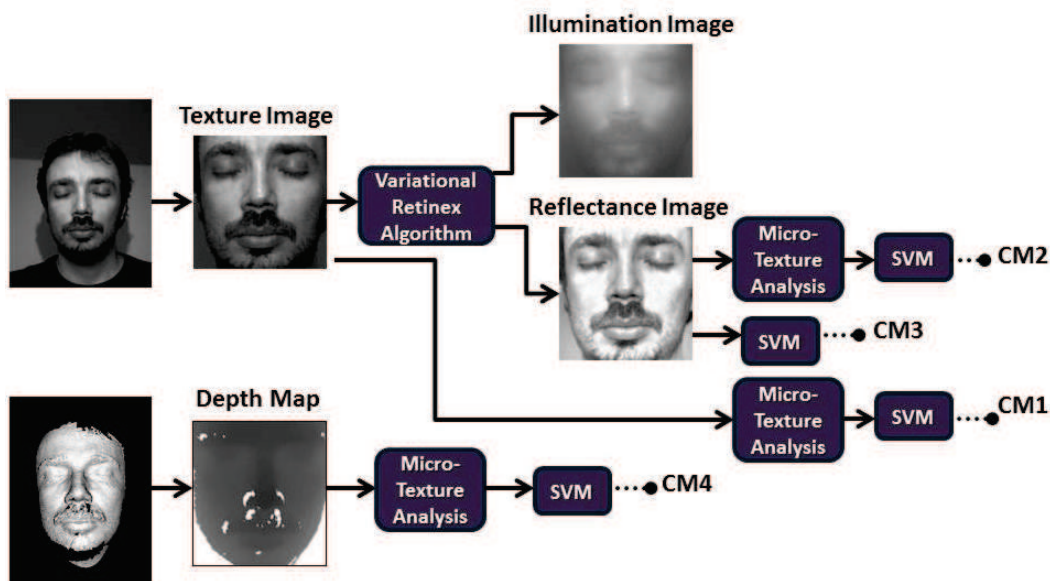 Illumination Image
Texture Image
Variational
Retinex
Algorithm
Reflectance Image
Micro-
Texture
Analysis
SVM
CM2
SVM
CM3
Micro-
Texture
Analysis
SVM
CM1
Depth Map
Micro-
Texture
Analysis
SVM
CM4